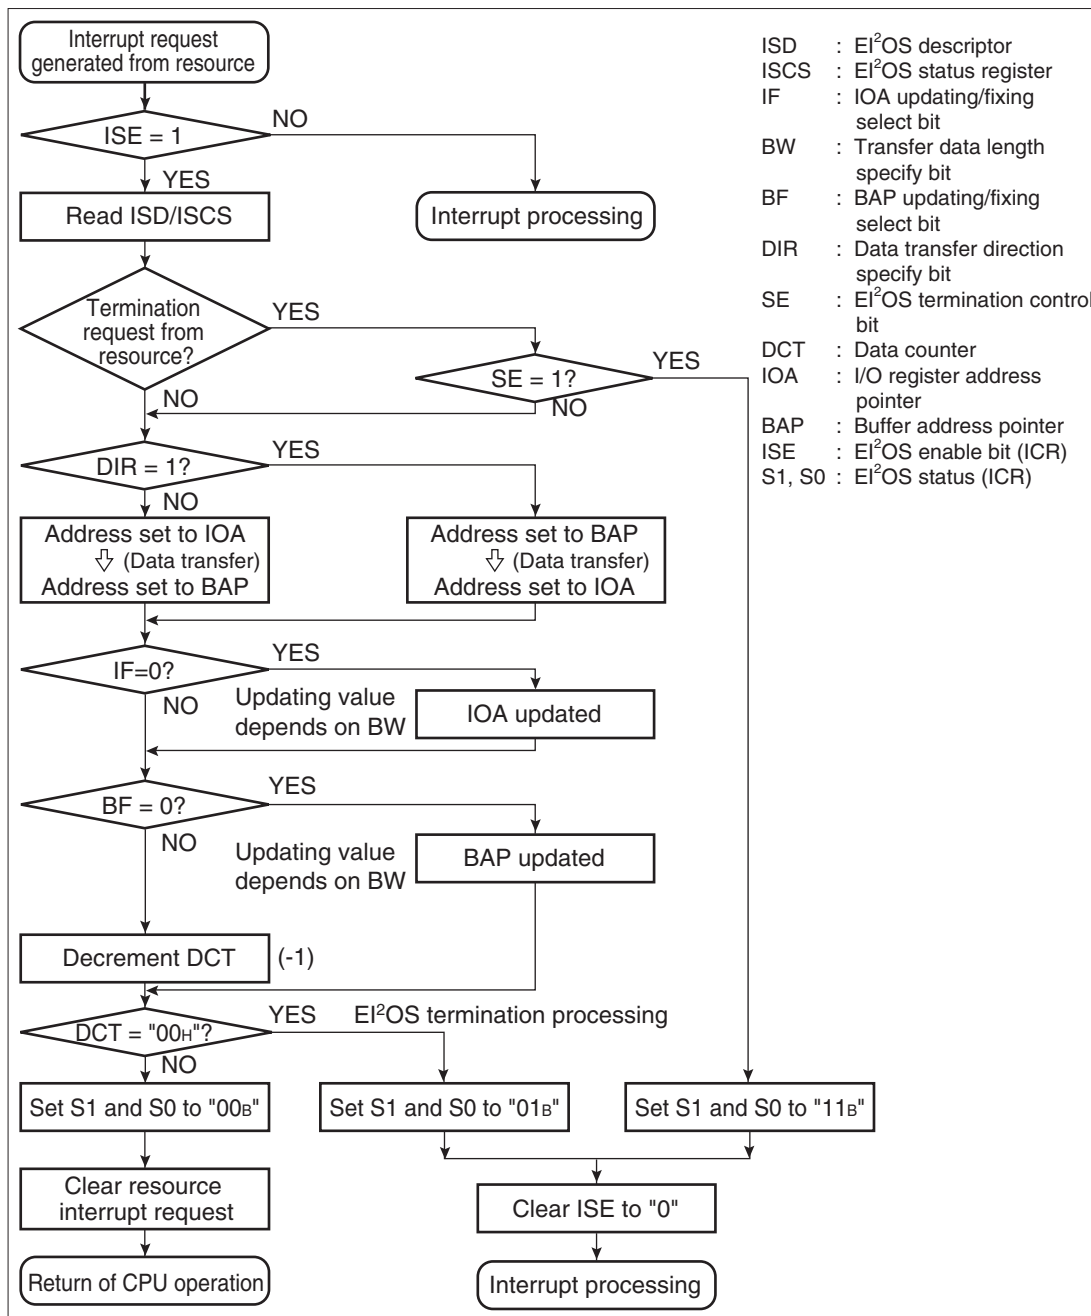 Interrupt request
generated from resource
ISE = 1
NO
YES
Read ISD/ISCS
Interrupt processing
Termination
request from
resource?
YES
SE = 1?
YES
NO
NO
DIR = 1?
YES
NO
Address set to IOA
(Data transfer)
Address set to BAP
Address set to BAP
(Data transfer)
Address set to IOA
IF=0?
YES
NO
Updating value
depends on BW
IOA updated
BF = 0?
YES
NO
Updating value
depends on BW
BAP updated
Decrement DCT
(-1)
DCT = "00H"?
YES
EI²OS termination processing
NO
Set S1 and S0 to "00B"
Set S1 and S0 to "01B"
Set S1 and S0 to "11B"
Clear resource
interrupt request
Clear ISE to "0"
Return of CPU operation
Interrupt processing
ISD : EI²OS descriptor
ISCS : EI²OS status register
IF : IOA updating/fixing
select bit
BW : Transfer data length
specify bit
BF : BAP updating/fixing
select bit
DIR : Data transfer direction
specify bit
SE : EI²OS termination control
bit
DCT : Data counter
IOA : I/O register address
pointer
BAP : Buffer address pointer
ISE : EI²OS enable bit (ICR)
S1, S0 : EI²OS status (ICR)